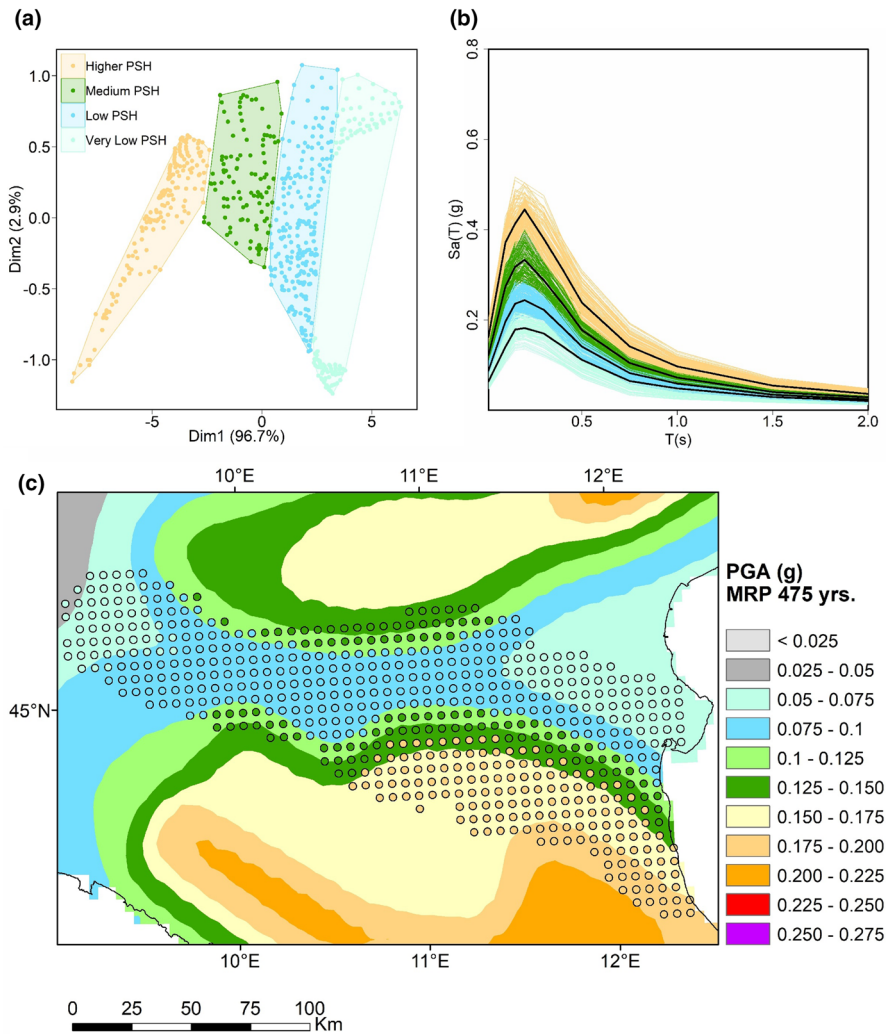 (a)
Higher PSH
Medium PSH
Low PSH
Very Low PSH
1.0
0.5
0.0
-0.5
-1.0
Dim2 (2.9%)
-5
0
5
Dim1 (96.7%)
(b)
0.8
0.6
0.4
0.2
Sa(T) (g)
0.5
1.0
1.5
2.0
T(s)
(c)
10°E
11°E
12°E
45°N
10°E
11°E
12°E
PGA (g)
MRP 475 yrs.
< 0.025
0.025 - 0.05
0.05 - 0.075
0.075 - 0.1
0.1 - 0.125
0.125 - 0.150
0.150 - 0.175
0.175 - 0.200
0.200 - 0.225
0.225 - 0.250
0.250 - 0.275
0 25 50 75 100
Km